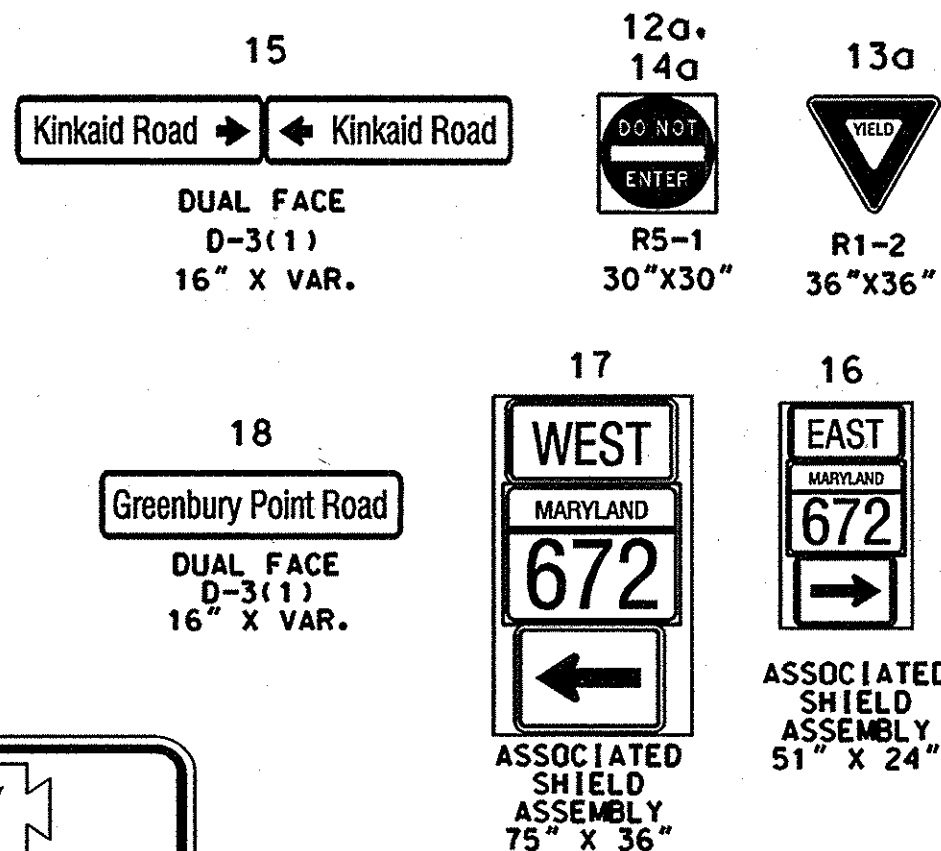 15
Kinkaid Road
Kinkaid Road
DUAL FACE
D-3(1)
16" X VAR.
12a.
14a
DO NOT
ENTER
R5-1
30"X30"
13a
YIELD
R1-2
36"X36"
18
Greenbury Point Road
DUAL FACE
D-3(1)
16" X VAR.
17
WEST
MARYLAND
672
ASSOCIATED
SHIELD
ASSEMBLY
75" X 36"
16
EAST
MARYLAND
672
ASSOCIATED
SHIELD
ASSEMBLY
51" X 24"